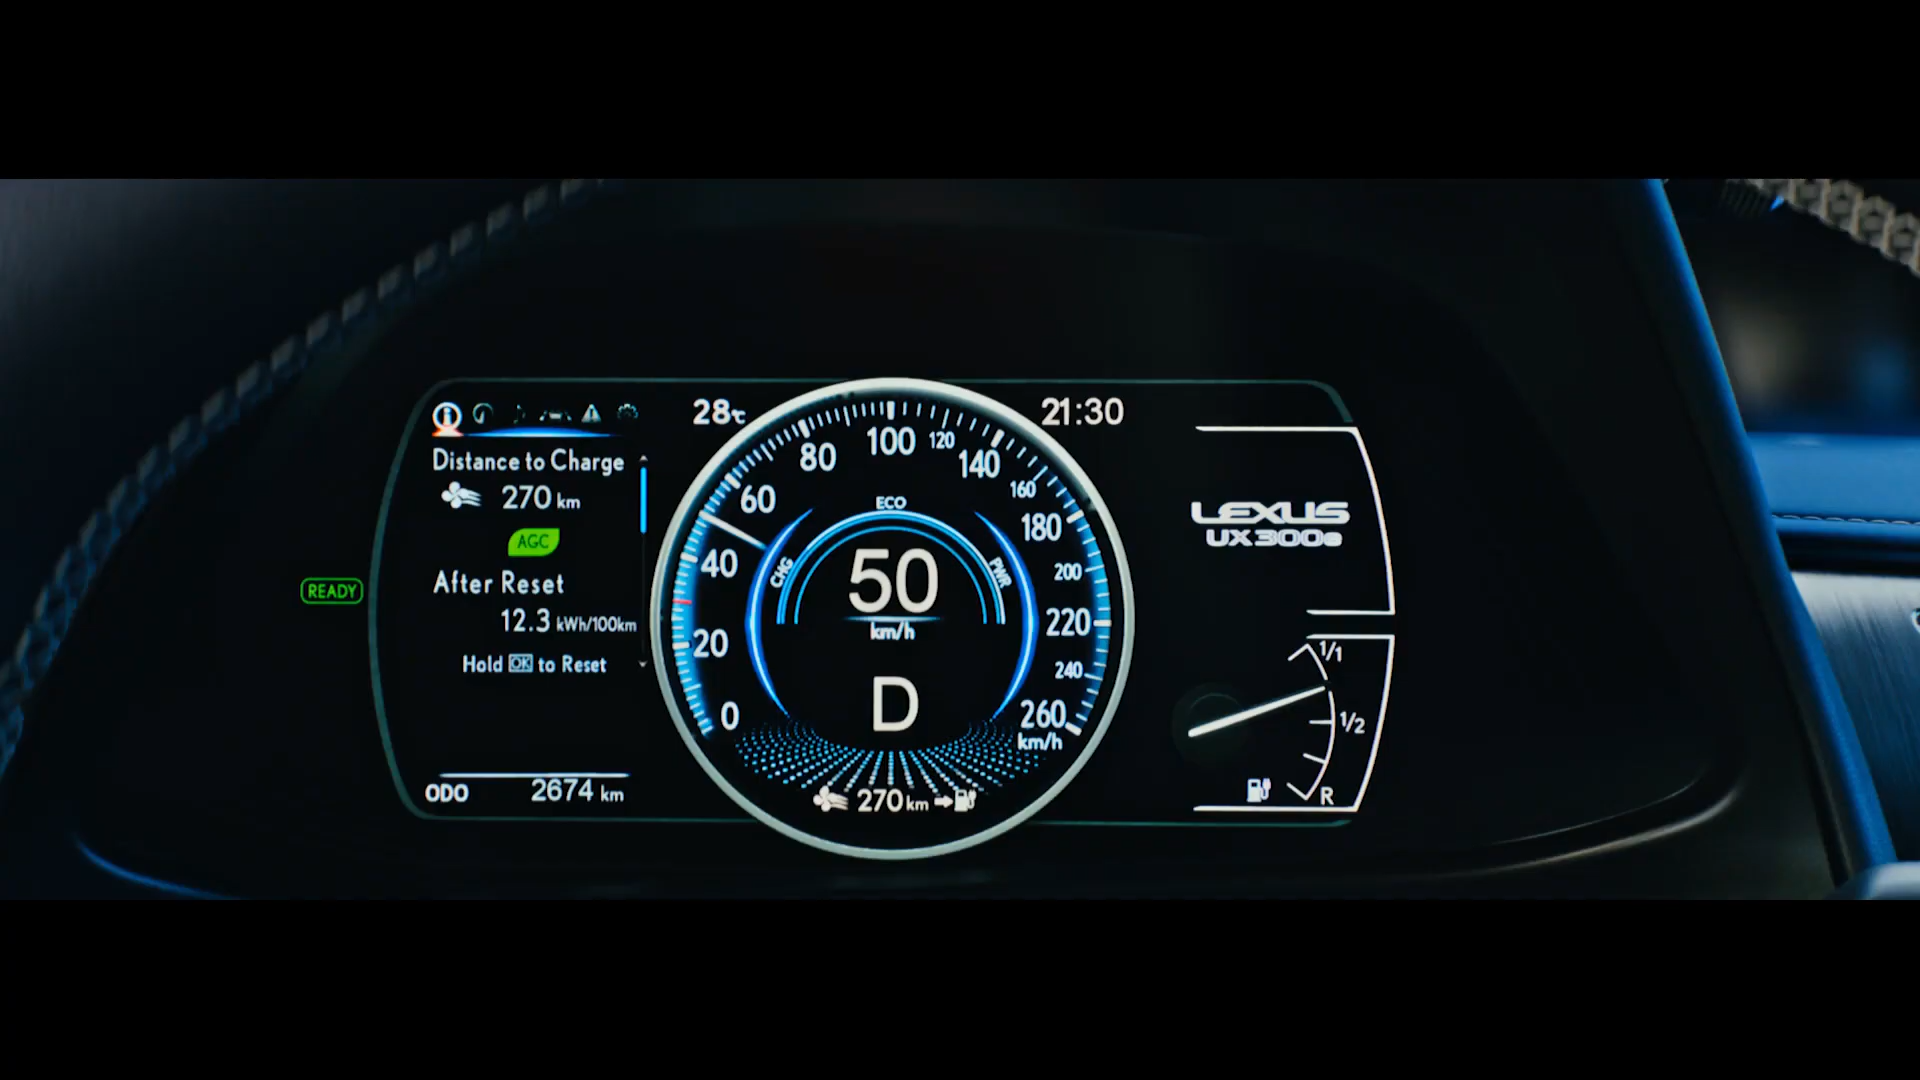 28℃
21:30
Distance to Charge
270 km
AGC
After Reset
12.3 kWh/100km
Hold OK to Reset
ODO 2674 km
READY
0
20
40
60
80
100
120
140
160
180
200
220
240
260
km/h
ECO
CHG
PWR
50
km/h
D
270 km
LEXUS
UX300e
1/1
1/2
R